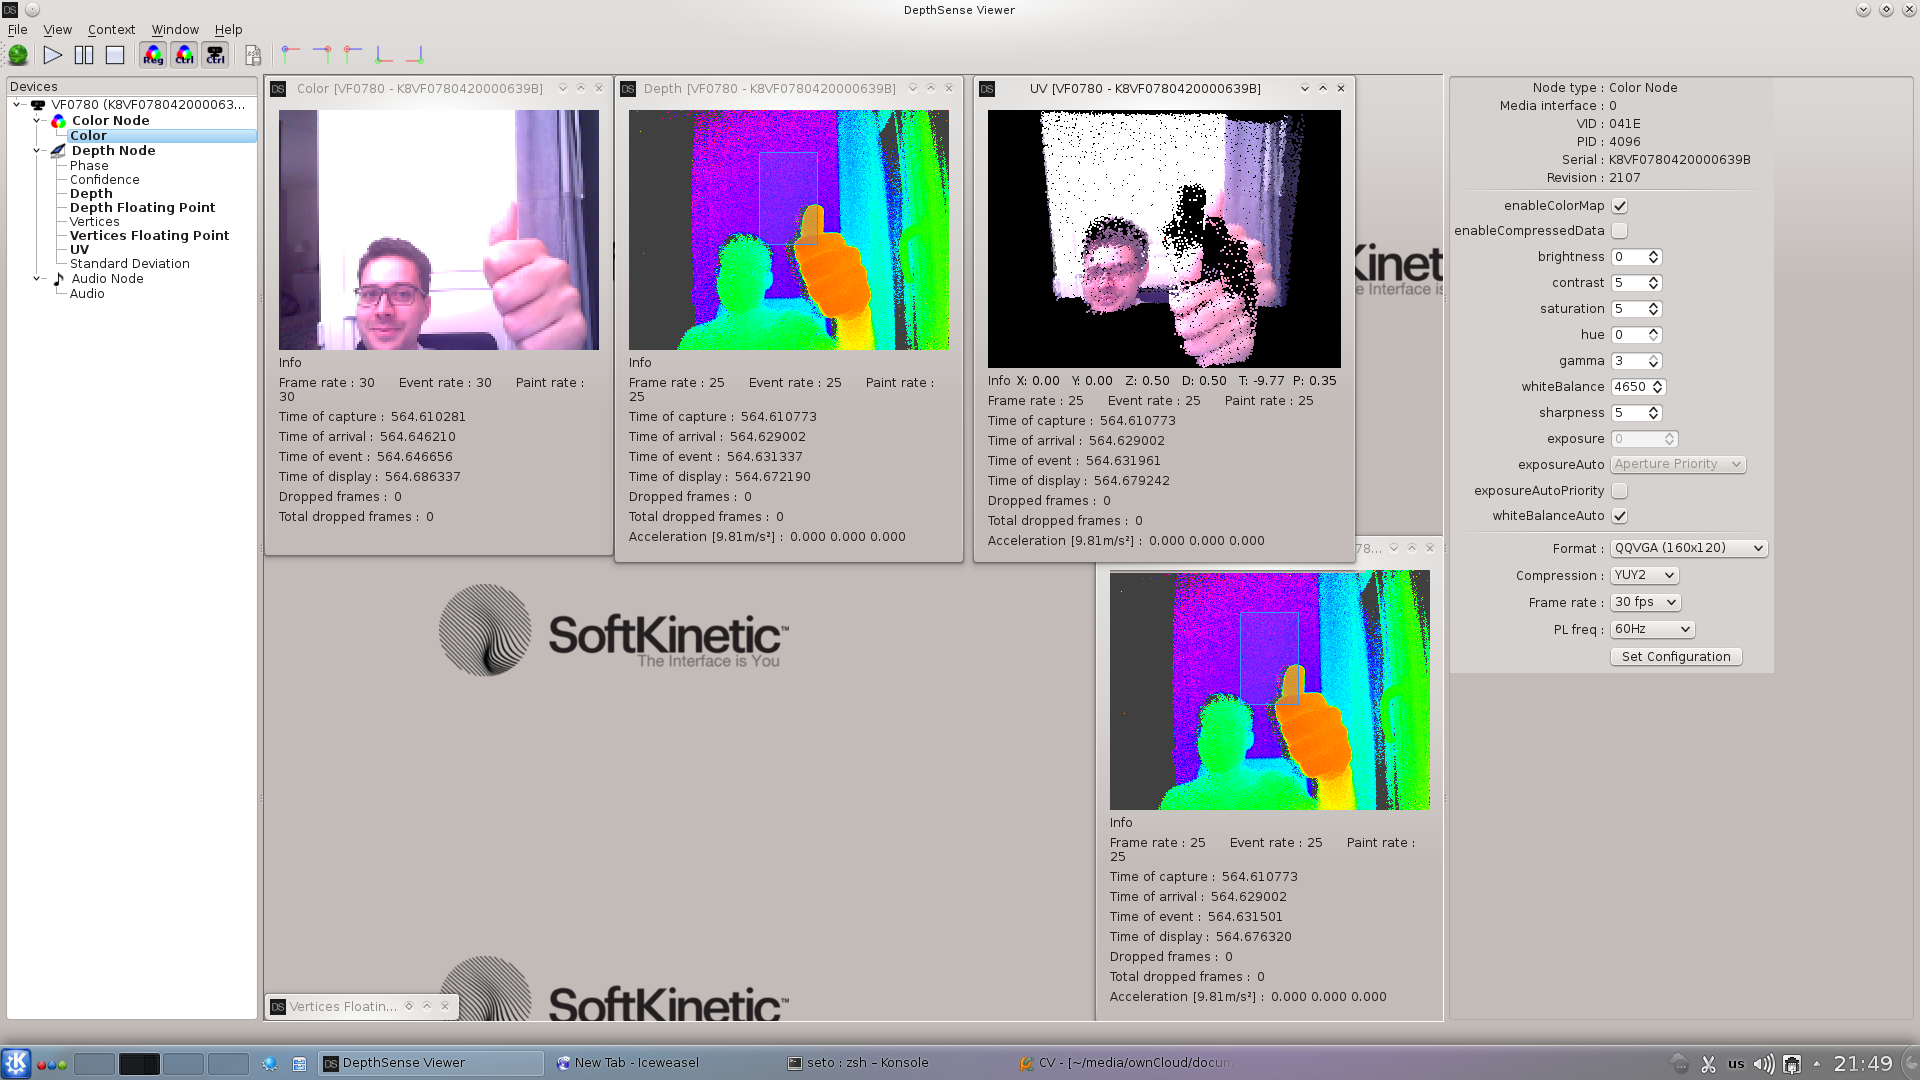 DepthSense Viewer
File View Context Window Help
Reg Ctrl Ctrl
Devices
VF0780 (K8VF078042000063...
Color Node
Color
Depth Node
Phase
Confidence
Depth
Depth Floating Point
Vertices
Vertices Floating Point
UV
Standard Deviation
Audio Node
Audio
DS Color [VF0780 - K8VF0780420000639B]
Info
Frame rate : 30 Event rate : 30 Paint rate :
30
Time of capture : 564.610281
Time of arrival : 564.646210
Time of event : 564.646656
Time of display : 564.686337
Dropped frames : 0
Total dropped frames : 0
DS Depth [VF0780 - K8VF0780420000639B]
Info
Frame rate : 25 Event rate : 25 Paint rate :
25
Time of capture : 564.610773
Time of arrival : 564.629002
Time of event : 564.631337
Time of display : 564.672190
Dropped frames : 0
Total dropped frames : 0
Acceleration [9.81m/s²] : 0.000 0.000 0.000
DS UV [VF0780 - K8VF0780420000639B]
Info X: 0.00 Y: 0.00 Z: 0.50 D: 0.50 T: -9.77 P: 0.35
Frame rate : 25 Event rate : 25 Paint rate : 25
Time of capture : 564.610773
Time of arrival : 564.629002
Time of event : 564.631961
Time of display : 564.679242
Dropped frames : 0
Total dropped frames : 0
Acceleration [9.81m/s²] : 0.000 0.000 0.000
Kinet
he Interface is
78...
Info
Frame rate : 25 Event rate : 25 Paint rate :
25
Time of capture : 564.610773
Time of arrival : 564.629002
Time of event : 564.631501
Time of display : 564.676320
Dropped frames : 0
Total dropped frames : 0
Acceleration [9.81m/s²] : 0.000 0.000 0.000
SoftKinetic™
The Interface is You
SoftKinetic™
DS Vertices Floatin...
Node type : Color Node
Media interface : 0
VID : 041E
PID : 4096
Serial : K8VF0780420000639B
Revision : 2107
enableColorMap
enableCompressedData
brightness 0
contrast 5
saturation 5
hue 0
gamma 3
whiteBalance 4650
sharpness 5
exposure 0
exposureAuto Aperture Priority
exposureAutoPriority
whiteBalanceAuto
Format : QQVGA (160x120)
Compression : YUY2
Frame rate : 30 fps
PL freq : 60Hz
Set Configuration
DS DepthSense Viewer
New Tab - Iceweasel
seto : zsh – Konsole
CV - [~/media/ownCloud/docum
us
21:49